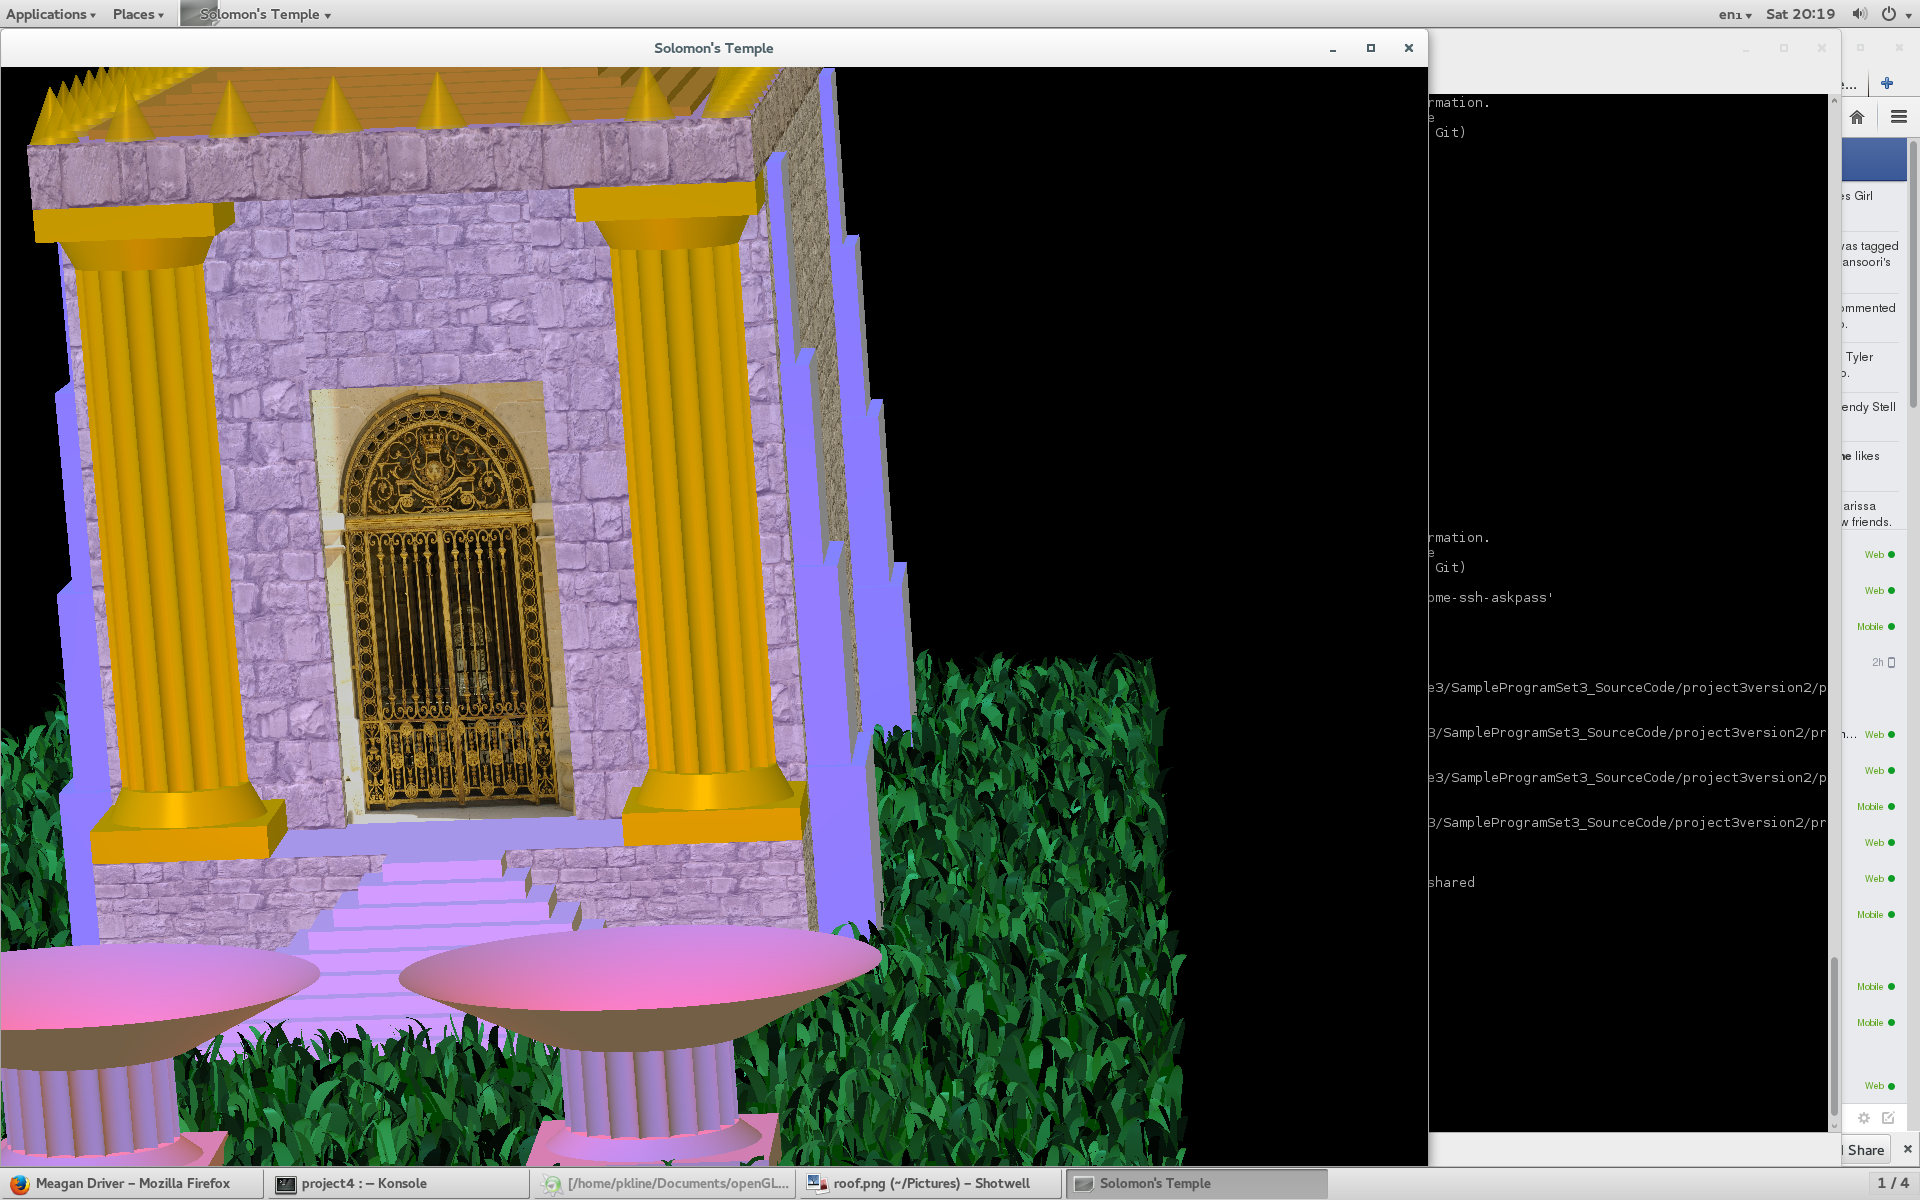 Applications
Places
Solomon's Temple
en1
Sat 20:19
Solomon's Temple
e...
rmation.
e
Git)
rmation.
e
Git)
ome-ssh-askpass'
e3/SampleProgramSet3_SourceCode/project3version2/p
3/SampleProgramSet3_SourceCode/project3version2/pr
e3/SampleProgramSet3_SourceCode/project3version2/p
3/SampleProgramSet3_SourceCode/project3version2/pr
shared
es Girl
was tagged
ansoori's
ommented
o.
Tyler
o.
endy Stell
ne likes
arissa
w friends.
Web
Web
Mobile
2h
n... Web
Web
Mobile
Web
Web
Mobile
Mobile
Mobile
Web
Share
Meagan Driver – Mozilla Firefox
project4 : – Konsole
[/home/pkline/Documents/openGL...
roof.png (~/Pictures) – Shotwell
Solomon's Temple
1 / 4